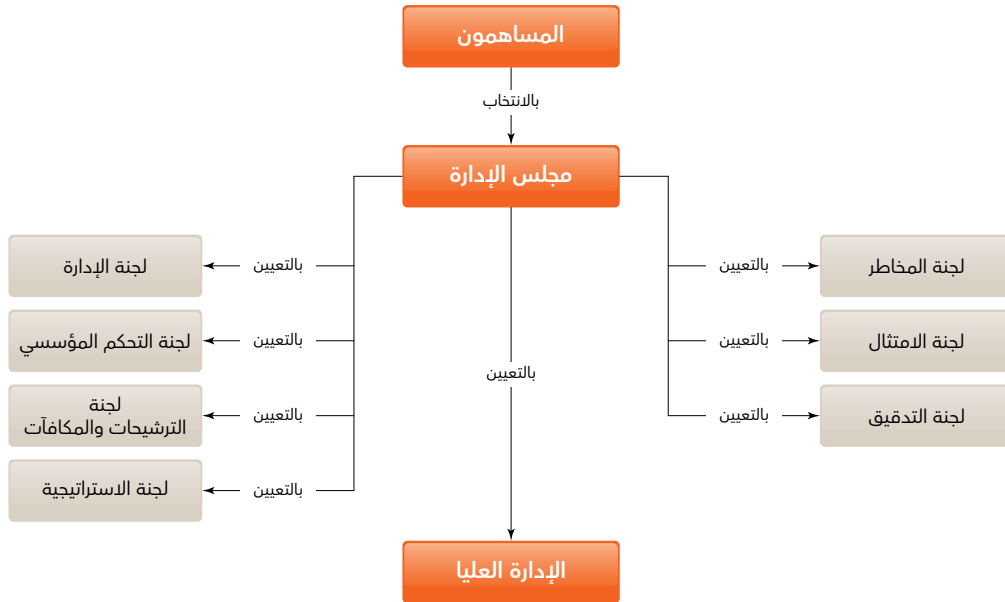 المساهمون
بالانتخاب
مجلس الإدارة
لجنة المخاطر
بالتعيين
بالتعيين
لجنة الإدارة
لجنة الامتثال
بالتعيين
بالتعيين
لجنة التحكم المؤسسي
بالتعيين
لجنة التدقيق
بالتعيين
بالتعيين
لجنة
الترشيحات والمكافآت
بالتعيين
لجنة الاستراتيجية
الإدارة العليا